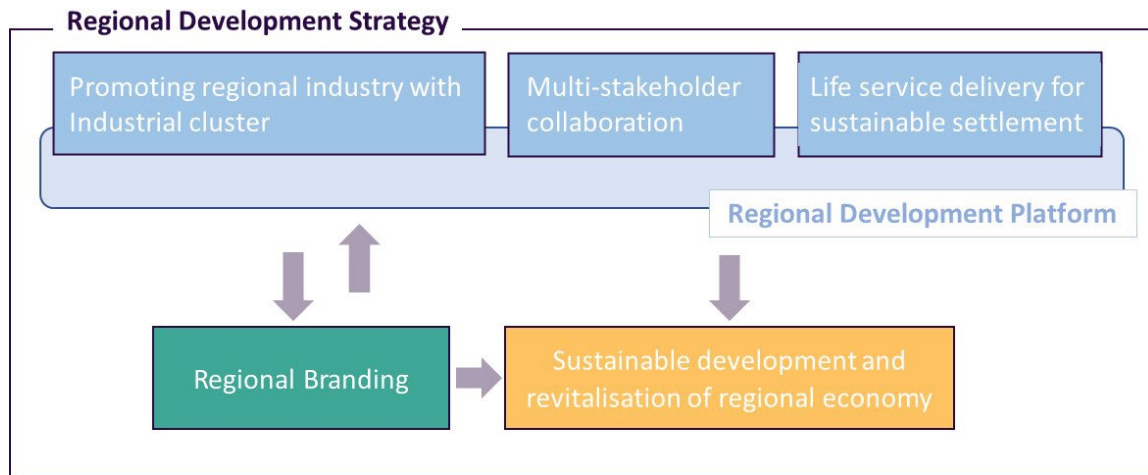 Regional Development Strategy
Promoting regional industry with
Industrial cluster
Multi-stakeholder
collaboration
Life service delivery for
sustainable settlement
Regional Development Platform
Regional Branding
Sustainable development and
revitalisation of regional economy